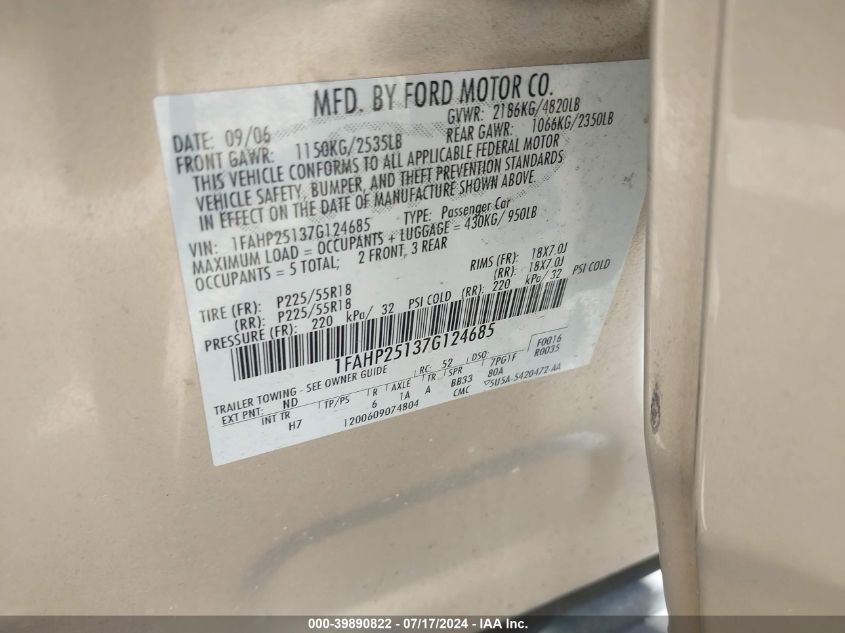 MFD. BY FORD MOTOR CO.
DATE: 09/06 GVWR: 2186KG/4820LB
FRONT GAWR: 1150KG/2535LB REAR GAWR: 1066KG/2350LB
THIS VEHICLE CONFORMS TO ALL APPLICABLE FEDERAL MOTOR
VEHICLE SAFETY, BUMPER, AND THEFT PREVENTION STANDARDS
IN EFFECT ON THE DATE OF MANUFACTURE SHOWN ABOVE.
VIN: 1FAHP25137G124685 TYPE: Passenger Car
MAXIMUM LOAD = OCCUPANTS + LUGGAGE = 430KG/ 950LB
OCCUPANTS = 5 TOTAL; 2 FRONT, 3 REAR
TIRE (FR): P225/55R18 RIMS (FR): 18X7.0J
(RR): P225/55R18 (RR): 18X7.0J
PRESSURE (FR): 220 kPa/ 32 PSI COLD (RR): 220 kPa/ 32 PSI COLD
1FAHP25137G124685
F0016
R0035
TRAILER TOWING - SEE OWNER GUIDE RC: 52 DSO:
EXT PNT: ND TP/PS R AXLE TR SPR 7PG1F
INT TR 6 1A A BB33 80A
H7 1200609074804 CMC 5U5A-5420472-AA
000-39890822 - 07/17/2024 - IAA Inc.